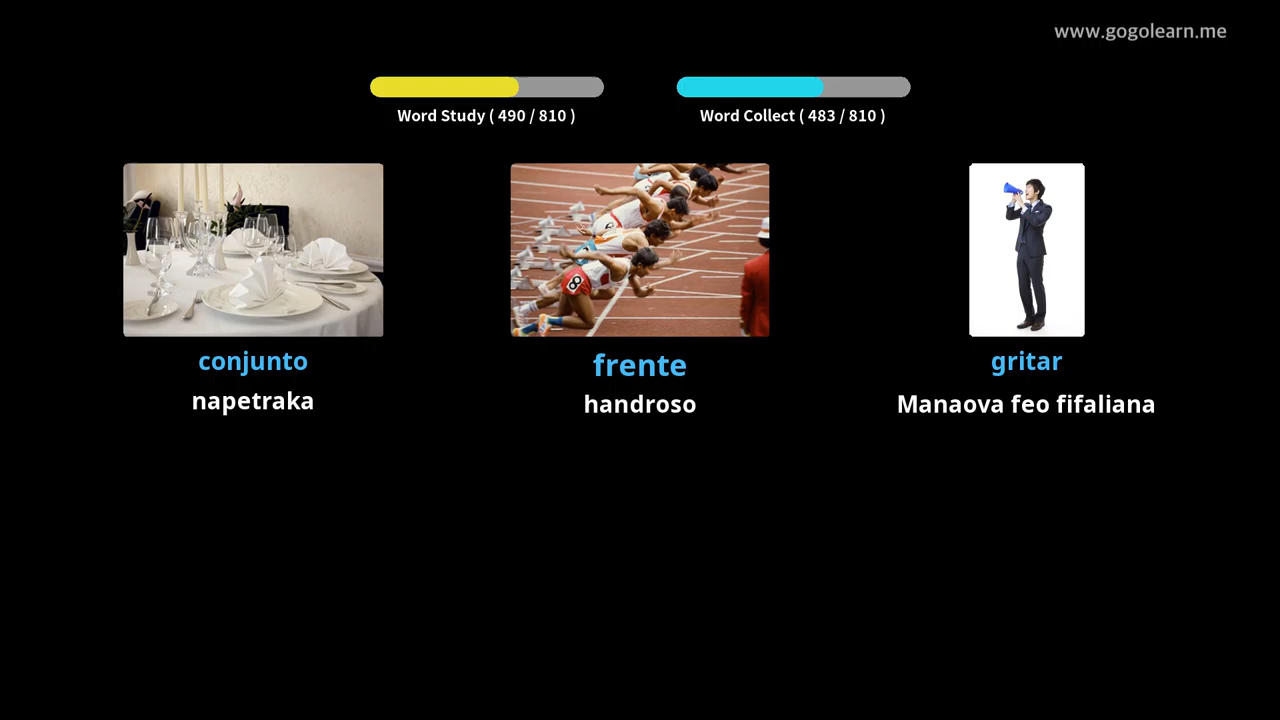 www.gogolearn.me
Word Study ( 490 / 810 )
Word Collect ( 483 / 810 )
conjunto
napetraka
frente
handroso
gritar
Manaova feo fifaliana
8